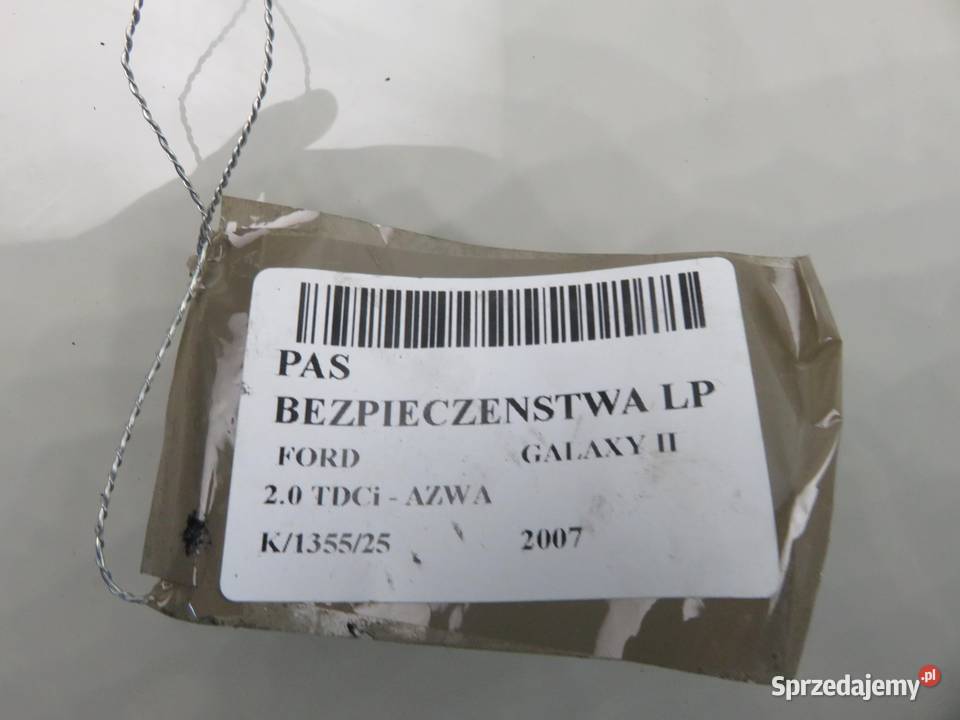 PAS
BEZPIECZENSTWA LP
FORD GALAXY II
2.0 TDCi - AZWA
K/1355/25 2007
Sprzedajemy.pl